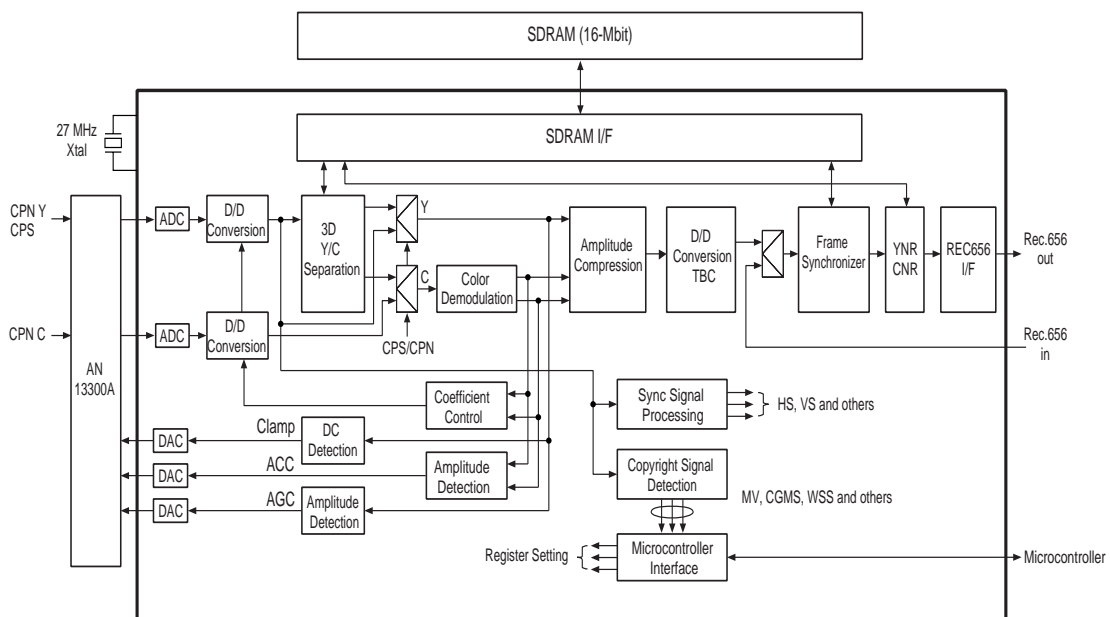 SDRAM (16-Mbit)
27 MHz
Xtal
SDRAM I/F
CPN Y
CPS
ADC
D/D
Conversion
3D
Y/C
Separation
Y
C
Color
Demodulation
Amplitude
Compression
D/D
Conversion
TBC
Frame
Synchronizer
YNR
CNR
REC656
I/F
Rec.656
out
CPN C
ADC
D/D
Conversion
CPS/CPN
Rec.656
in
AN
13300A
Coefficient
Control
Sync Signal
Processing
HS, VS and others
Clamp
DAC
DC
Detection
ACC
DAC
Amplitude
Detection
Copyright Signal
Detection
MV, CGMS, WSS and others
AGC
DAC
Amplitude
Detection
Register Setting
Microcontroller
Interface
Microcontroller